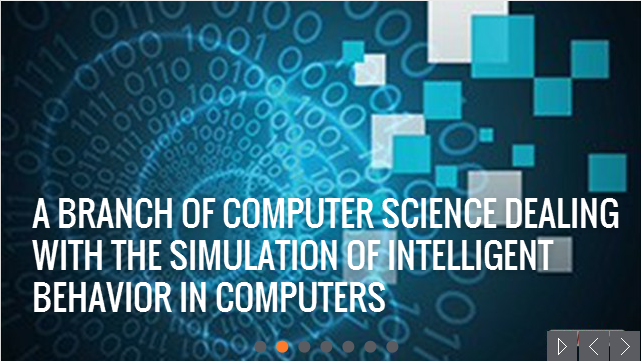 A BRANCH OF COMPUTER SCIENCE DEALING
WITH THE SIMULATION OF INTELLIGENT
BEHAVIOR IN COMPUTERS